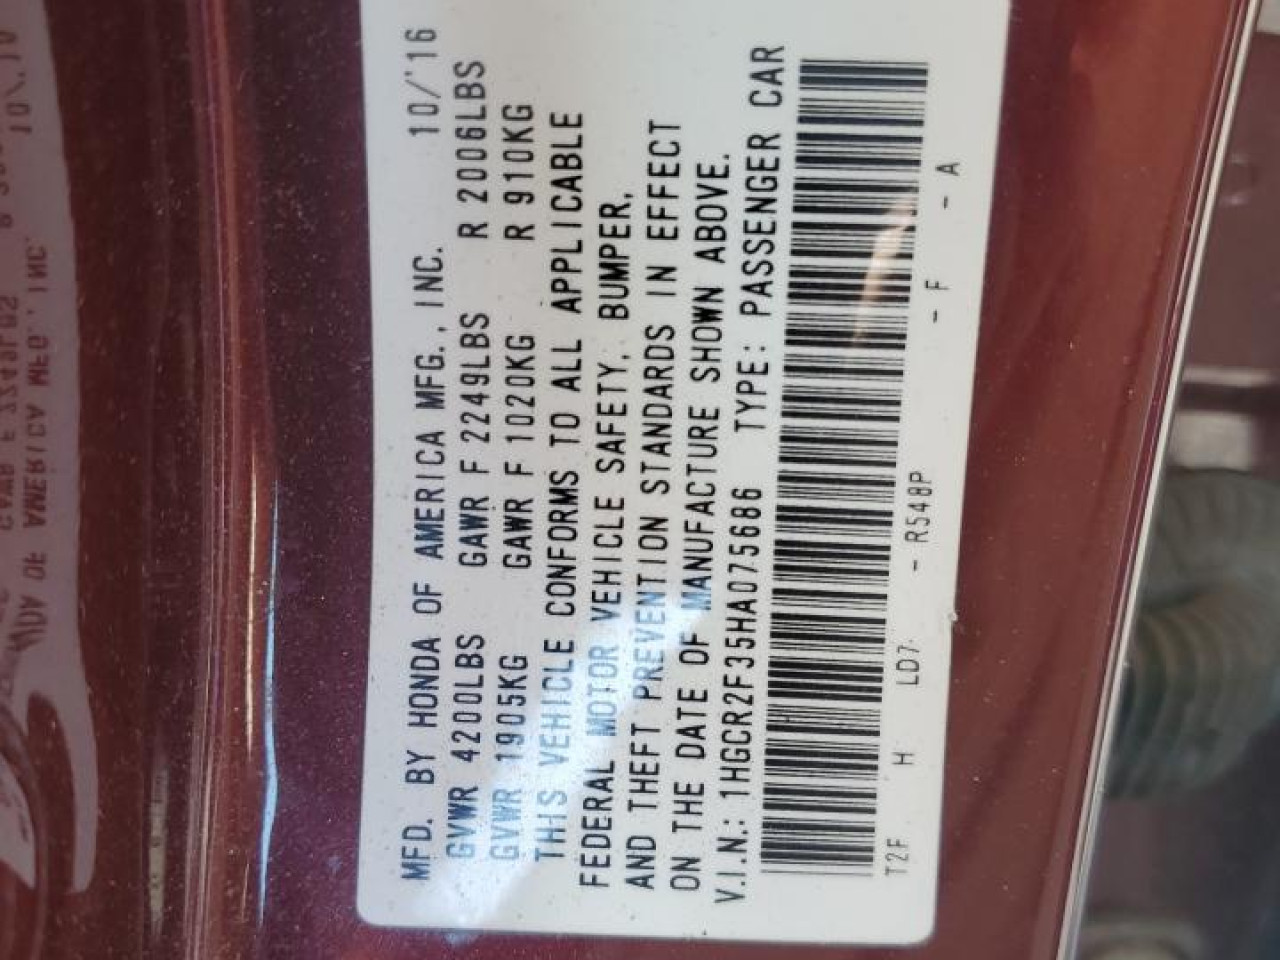 MFD. BY HONDA OF AMERICA MFG., INC. 10/'16
GVWR 4200LBS GAWR F 2249LBS R 2006LBS
GVWR 1905KG GAWR F 1020KG R 910KG
THIS VEHICLE CONFORMS TO ALL APPLICABLE
FEDERAL MOTOR VEHICLE SAFETY, BUMPER,
AND THEFT PREVENTION STANDARDS IN EFFECT
ON THE DATE OF MANUFACTURE SHOWN ABOVE.
V.I.N.: 1HGCR2F35HA075686 TYPE: PASSENGER CAR
T2F H LD7 - R548P - F - A